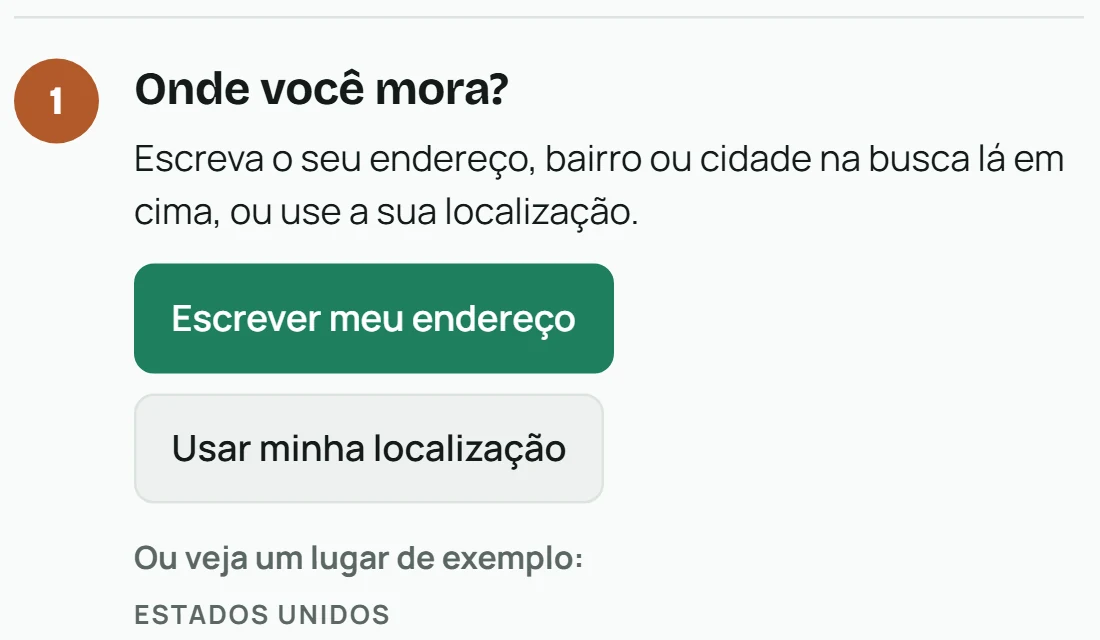 1
Onde você mora?
Escreva o seu endereço, bairro ou cidade na busca lá em
cima, ou use a sua localização.
Escrever meu endereço
Usar minha localização
Ou veja um lugar de exemplo:
ESTADOS UNIDOS